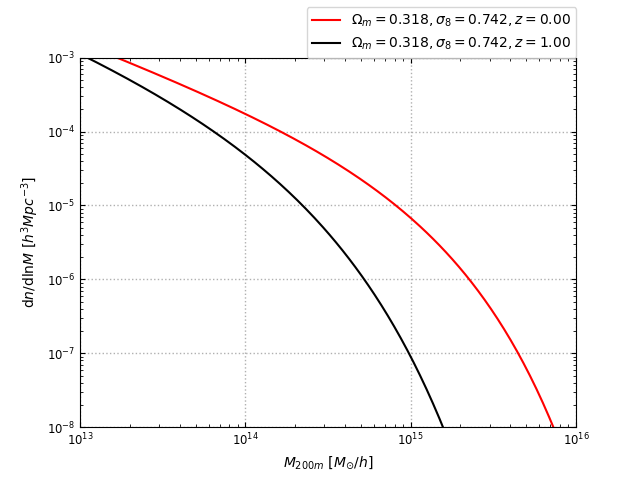 Ωₘ = 0.318, σ₈ = 0.742, z = 0.00
Ωₘ = 0.318, σ₈ = 0.742, z = 1.00
10⁻³
10⁻⁴
10⁻⁵
10⁻⁶
10⁻⁷
10⁻⁸
dn/dlnM [h³Mpc⁻³]
10¹³
10¹⁴
10¹⁵
10¹⁶
M₂₀₀ₘ [M☉/h]